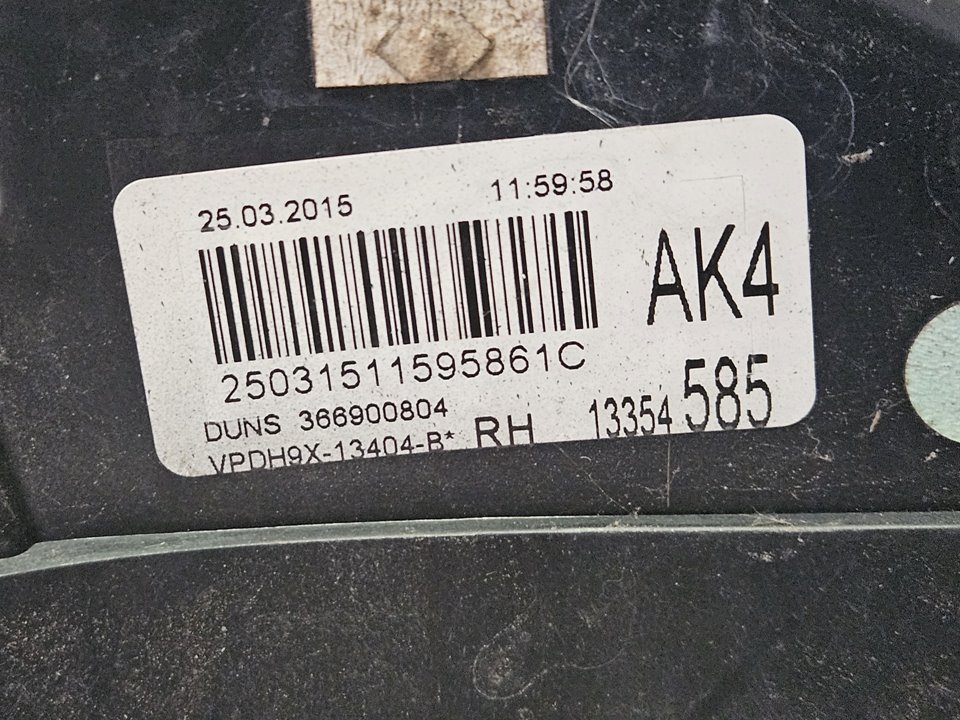 25.03.2015 11:59:58
AK4
25031511595861C
DUNS 366900804
VPDH9X-13404-B* RH 13354 585